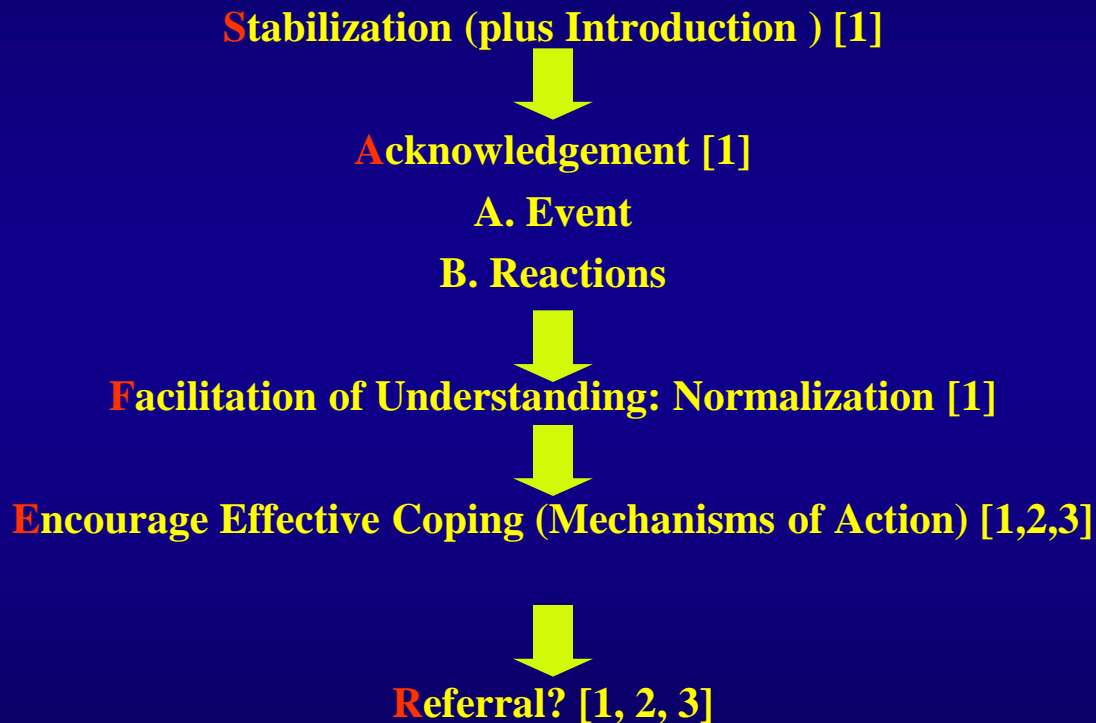 Stabilization (plus Introduction ) [1]
Acknowledgement [1]
A. Event
B. Reactions
Facilitation of Understanding: Normalization [1]
Encourage Effective Coping (Mechanisms of Action) [1,2,3]
Referral? [1, 2, 3]